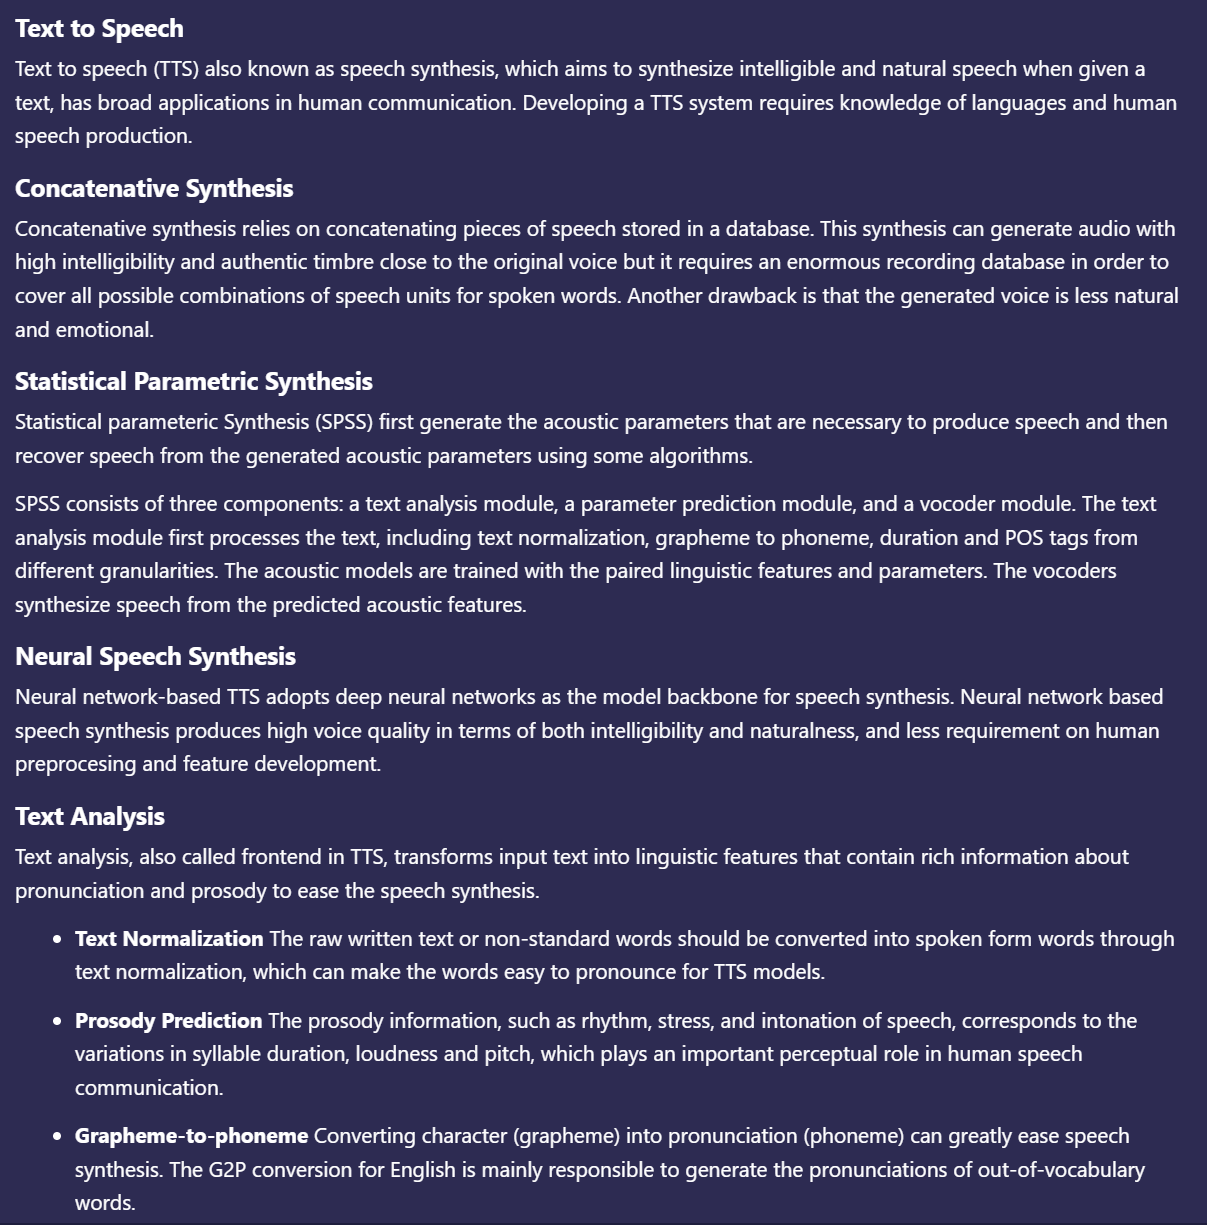 Text to Speech
Text to speech (TTS) also known as speech synthesis, which aims to synthesize intelligible and natural speech when given a
text, has broad applications in human communication. Developing a TTS system requires knowledge of languages and human
speech production.
Concatenative Synthesis
Concatenative synthesis relies on concatenating pieces of speech stored in a database. This synthesis can generate audio with
high intelligibility and authentic timbre close to the original voice but it requires an enormous recording database in order to
cover all possible combinations of speech units for spoken words. Another drawback is that the generated voice is less natural
and emotional.
Statistical Parametric Synthesis
Statistical parameteric Synthesis (SPSS) first generate the acoustic parameters that are necessary to produce speech and then
recover speech from the generated acoustic parameters using some algorithms.
SPSS consists of three components: a text analysis module, a parameter prediction module, and a vocoder module. The text
analysis module first processes the text, including text normalization, grapheme to phoneme, duration and POS tags from
different granularities. The acoustic models are trained with the paired linguistic features and parameters. The vocoders
synthesize speech from the predicted acoustic features.
Neural Speech Synthesis
Neural network-based TTS adopts deep neural networks as the model backbone for speech synthesis. Neural network based
speech synthesis produces high voice quality in terms of both intelligibility and naturalness, and less requirement on human
preprocesing and feature development.
Text Analysis
Text analysis, also called frontend in TTS, transforms input text into linguistic features that contain rich information about
pronunciation and prosody to ease the speech synthesis.
• Text Normalization The raw written text or non-standard words should be converted into spoken form words through
text normalization, which can make the words easy to pronounce for TTS models.
• Prosody Prediction The prosody information, such as rhythm, stress, and intonation of speech, corresponds to the
variations in syllable duration, loudness and pitch, which plays an important perceptual role in human speech
communication.
• Grapheme-to-phoneme Converting character (grapheme) into pronunciation (phoneme) can greatly ease speech
synthesis. The G2P conversion for English is mainly responsible to generate the pronunciations of out-of-vocabulary
words.